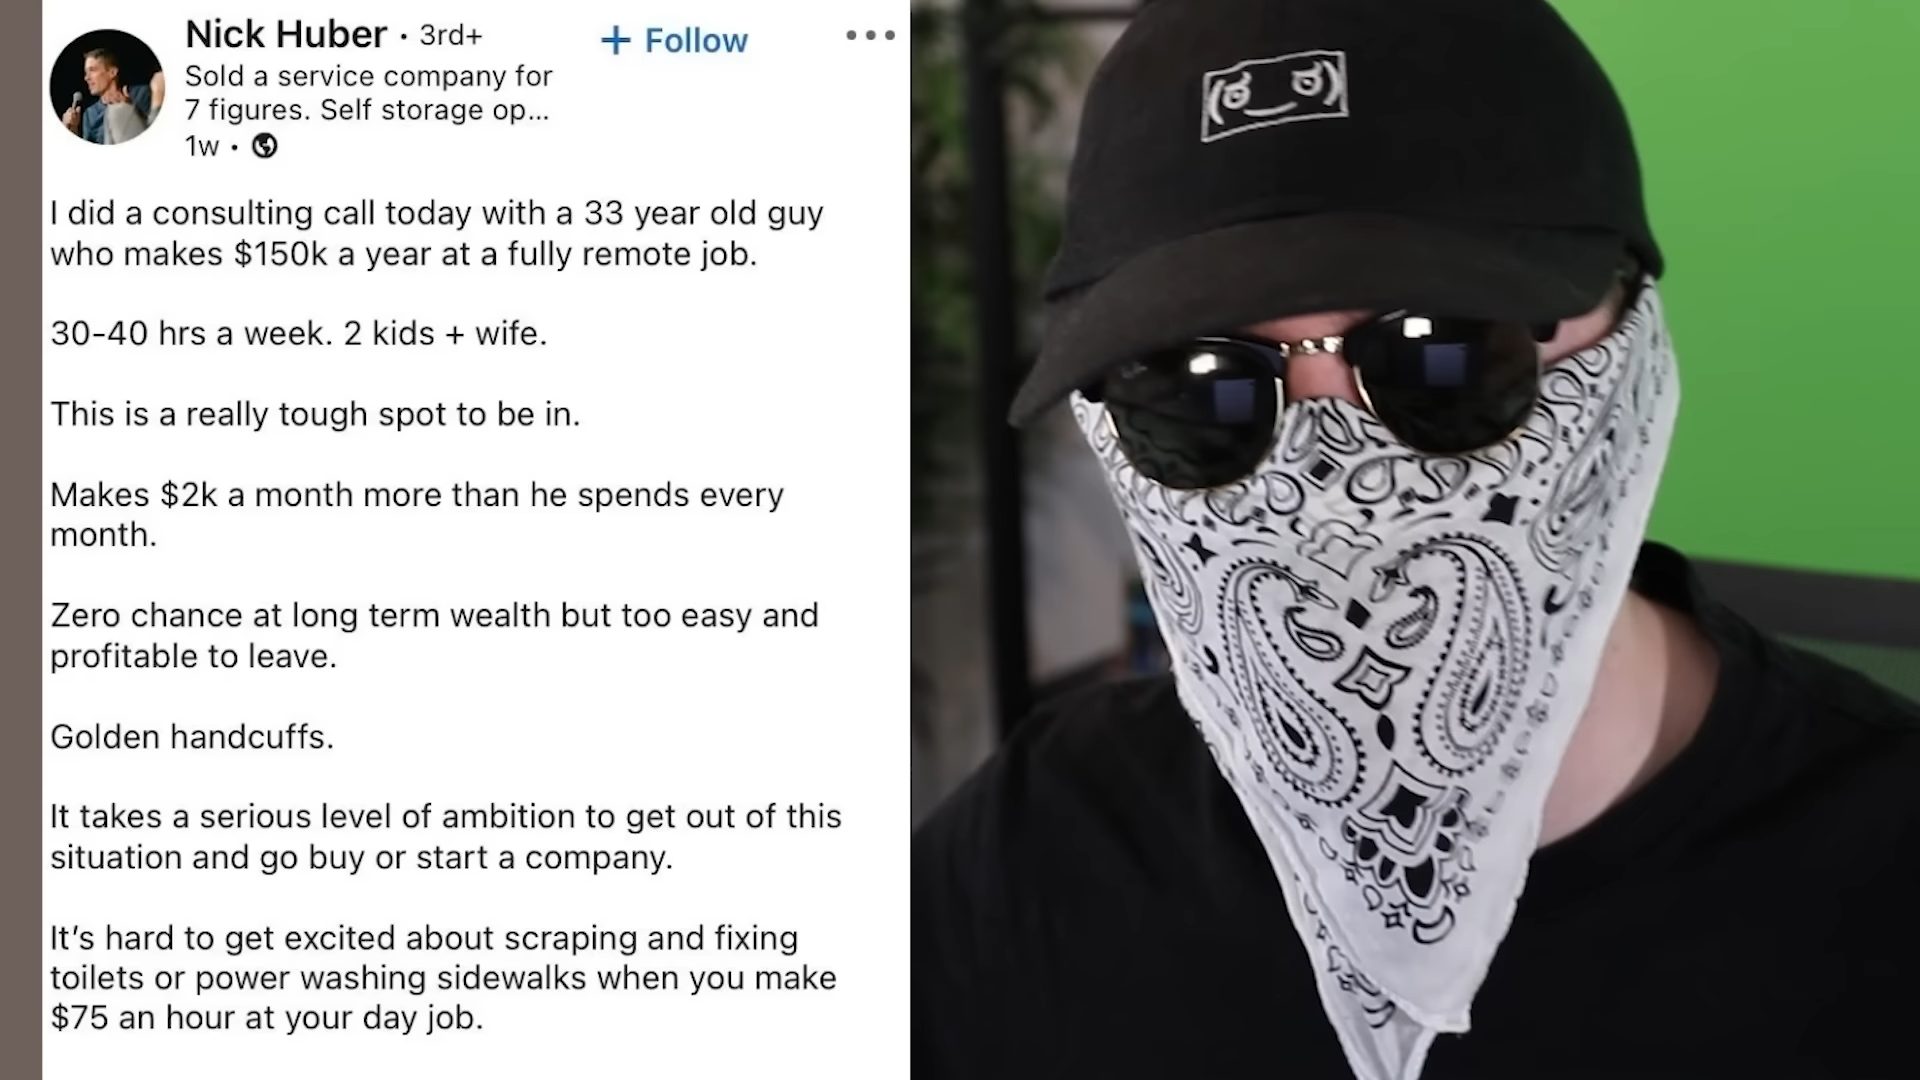 Nick Huber · 3rd+
+ Follow
Sold a service company for
7 figures. Self storage op...
1w ·
I did a consulting call today with a 33 year old guy
who makes $150k a year at a fully remote job.
30-40 hrs a week. 2 kids + wife.
This is a really tough spot to be in.
Makes $2k a month more than he spends every
month.
Zero chance at long term wealth but too easy and
profitable to leave.
Golden handcuffs.
It takes a serious level of ambition to get out of this
situation and go buy or start a company.
It’s hard to get excited about scraping and fixing
toilets or power washing sidewalks when you make
$75 an hour at your day job.